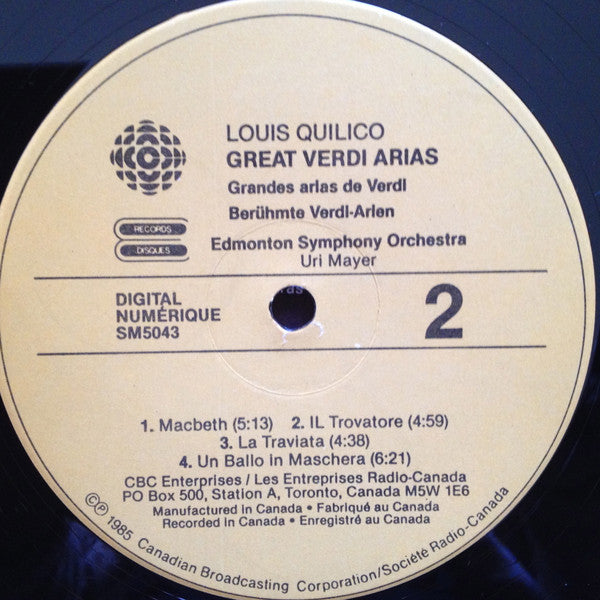 LOUIS QUILICO
GREAT VERDI ARIAS
Grandes arias de Verdi
Berühmte Verdi-Arien
RECORDS
DISQUES
Edmonton Symphony Orchestra
Uri Mayer
DIGITAL
NUMÉRIQUE
SM5043
2
1. Macbeth (5:13) 2. IL Trovatore (4:59)
3. La Traviata (4:38)
4. Un Ballo in Maschera (6:21)
CBC Enterprises / Les Entreprises Radio-Canada
PO Box 500, Station A, Toronto, Canada M5W 1E6
Manufactured in Canada • Fabriqué au Canada
Recorded in Canada • Enregistré au Canada
©℗ 1985 Canadian Broadcasting Corporation/Société Radio-Canada